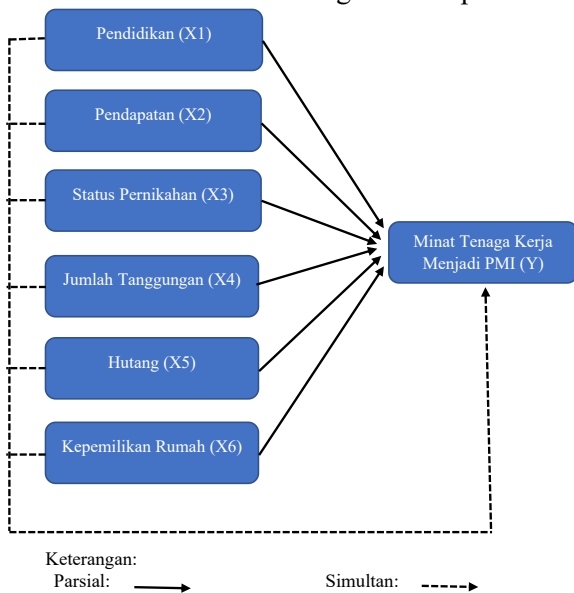 Pendidikan (X1)
Pendapatan (X2)
Status Pernikahan (X3)
Minat Tenaga Kerja
Menjadi PMI (Y)
Jumlah Tanggungan (X4)
Hutang (X5)
Kepemilikan Rumah (X6)
Keterangan:
Parsial:
Simultan: